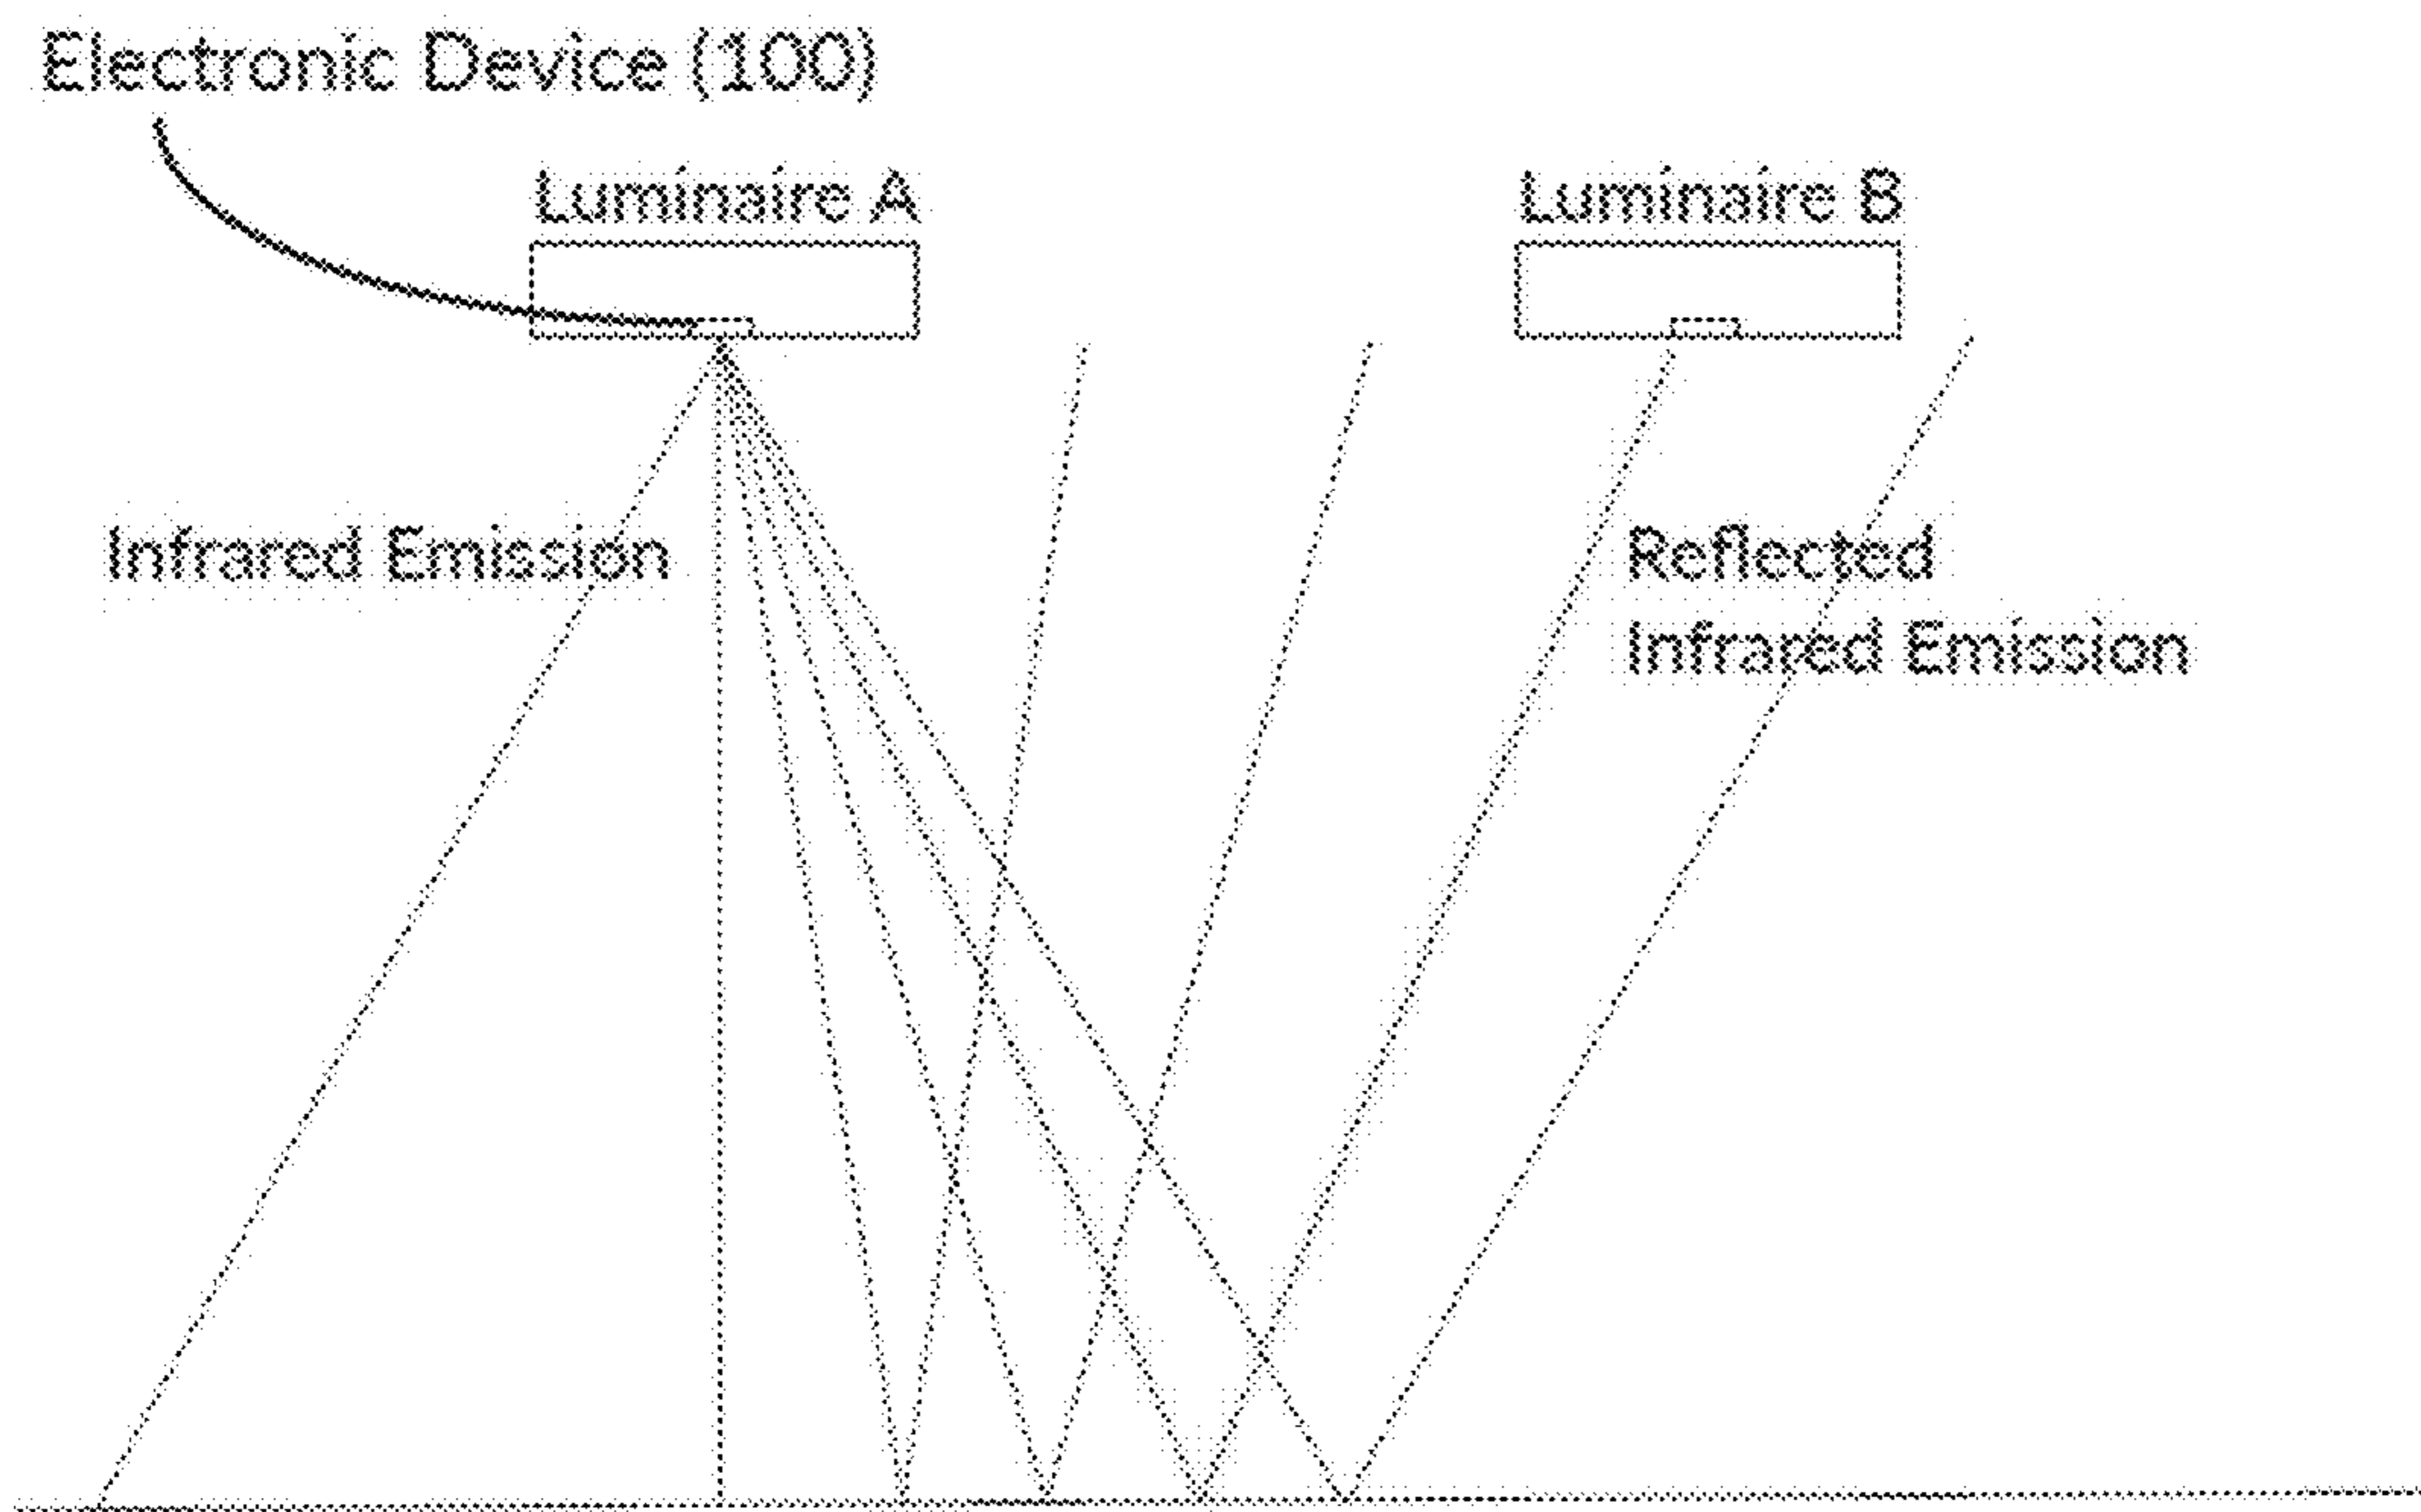 Electronic Device (100)
Luminaire A
Luminaire B
Infrared Emission
Reflected
Infrared Emission